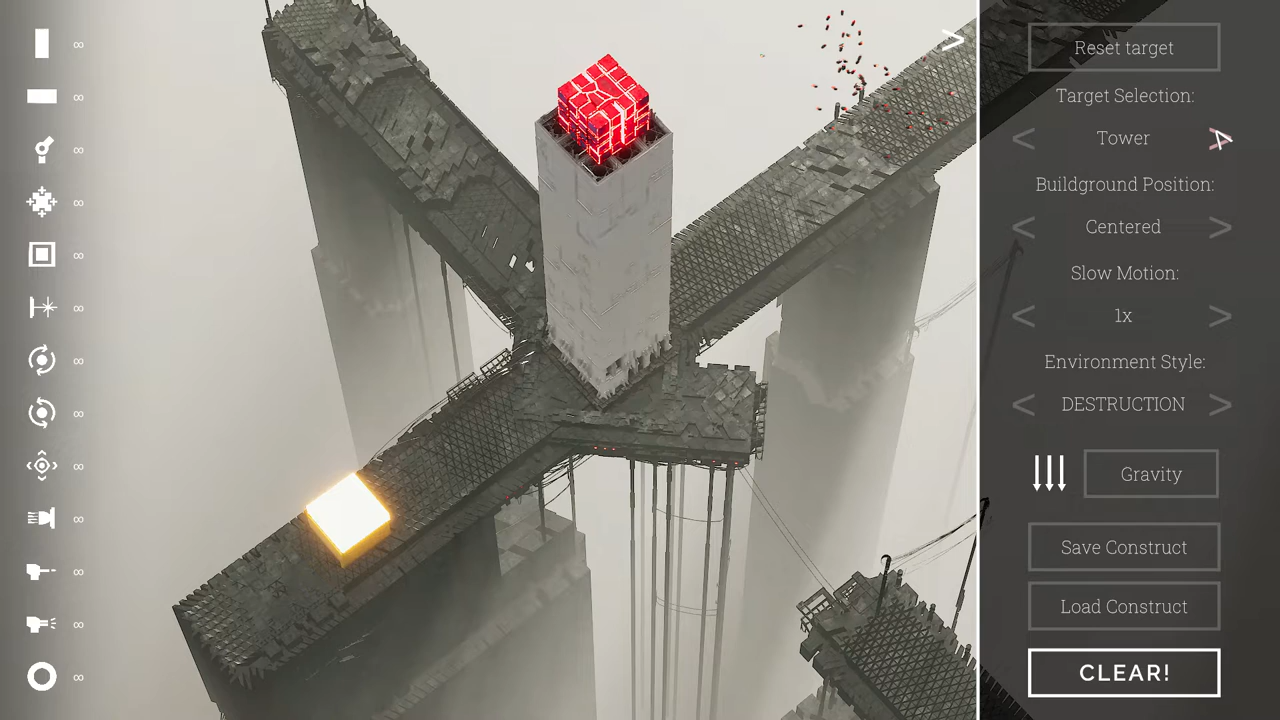 ∞
∞
∞
∞
∞
∞
∞
∞
∞
∞
∞
∞
∞
Reset target
Target Selection:
< Tower >
Buildground Position:
< Centered >
Slow Motion:
< 1x >
Environment Style:
< DESTRUCTION >
Gravity
Save Construct
Load Construct
CLEAR!